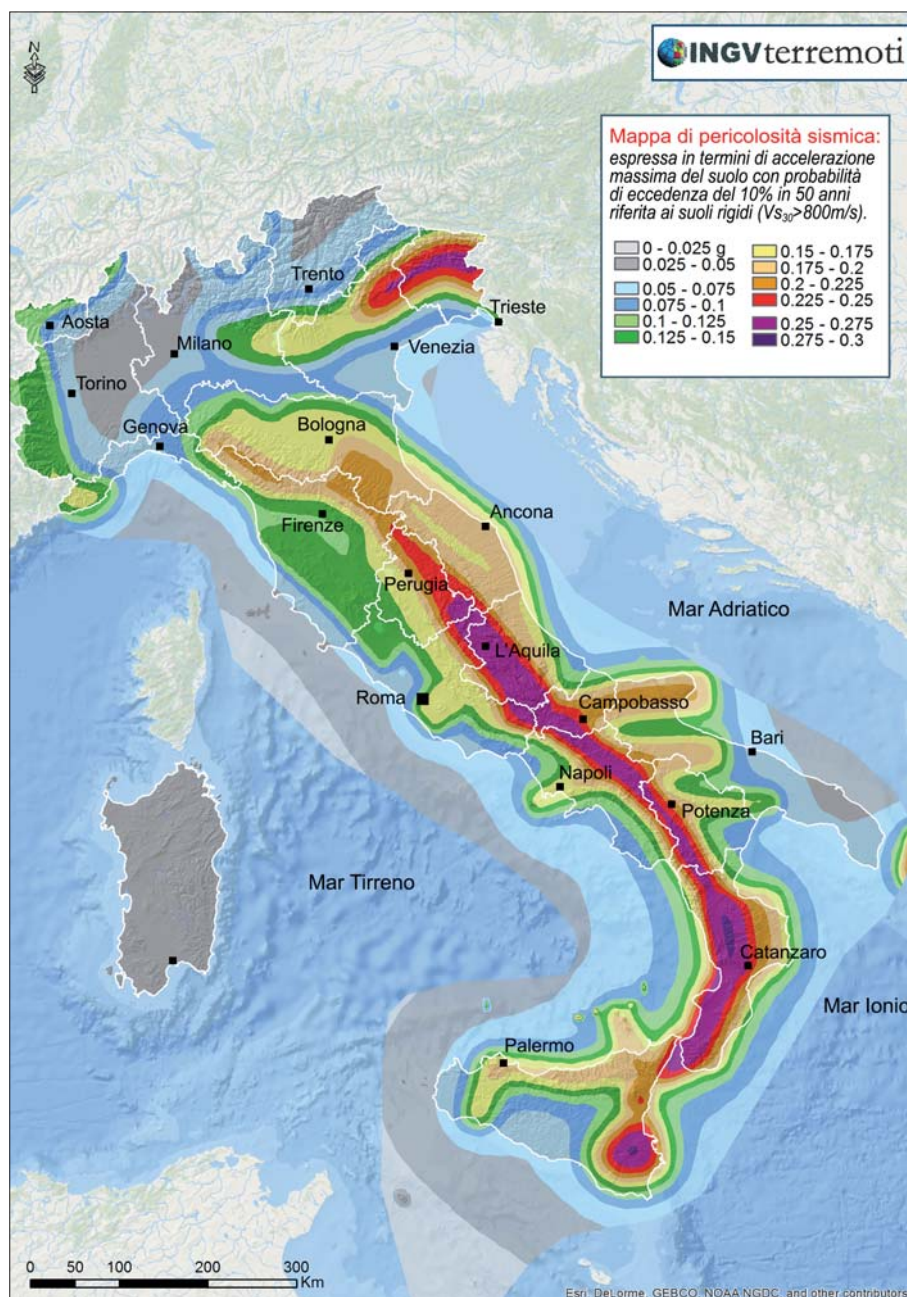 N
INGVterremoti
Mappa di pericolosità sismica:
espressa in termini di accelerazione
massima del suolo con probabilità
di eccedenza del 10% in 50 anni
riferita ai suoli rigidi (Vs30>800m/s).
0 - 0.025 g
0.025 - 0.05
0.05 - 0.075
0.075 - 0.1
0.1 - 0.125
0.125 - 0.15
0.15 - 0.175
0.175 - 0.2
0.2 - 0.225
0.225 - 0.25
0.25 - 0.275
0.275 - 0.3
Trento
Trieste
Aosta
Milano
Venezia
Torino
Genova
Bologna
Firenze
Ancona
Perugia
Mar Adriatico
L'Aquila
Roma
Campobasso
Bari
Napoli
Potenza
Mar Tirreno
Catanzaro
Mar Ionio
Palermo
0 50 100 200 300
Km
Esri, DeLorme, GEBCO, NOAA NGDC, and other contributors